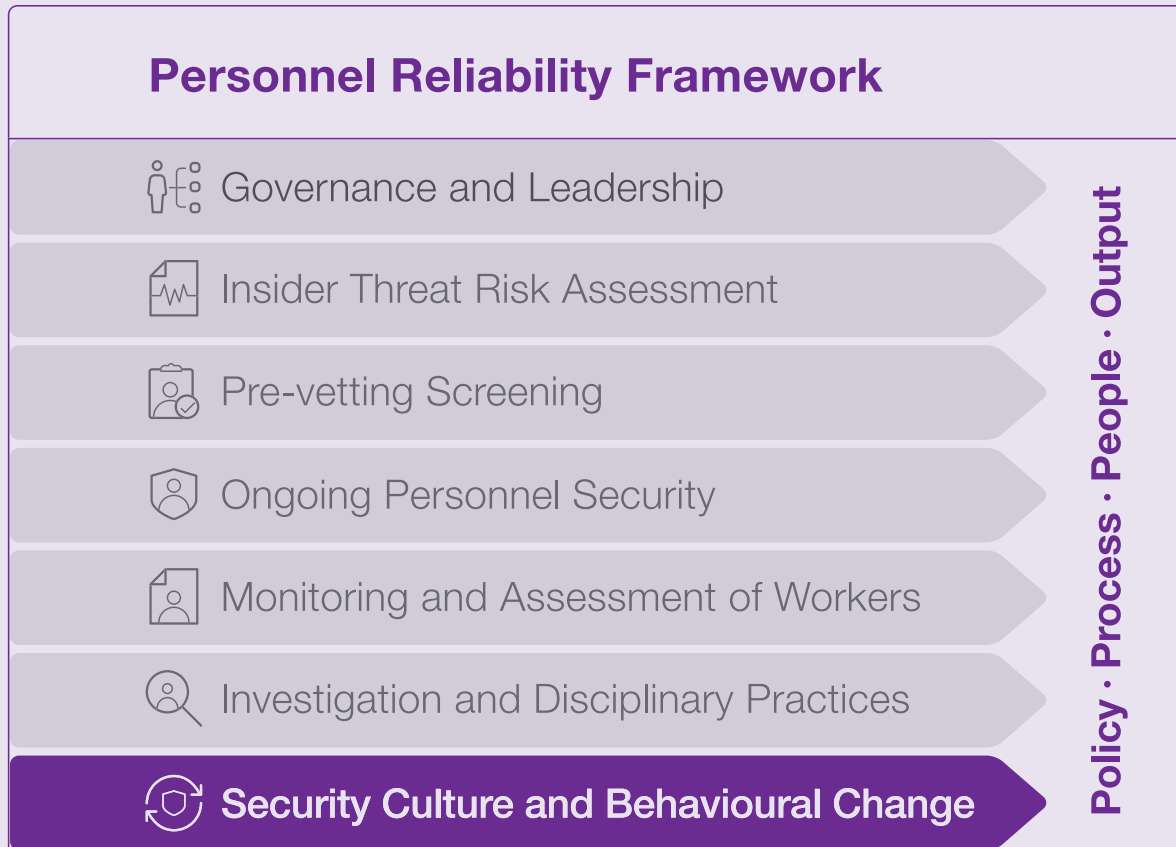 Personnel Reliability Framework
Governance and Leadership
Insider Threat Risk Assessment
Pre-vetting Screening
Ongoing Personnel Security
Monitoring and Assessment of Workers
Investigation and Disciplinary Practices
Security Culture and Behavioural Change
Policy · Process · People · Output